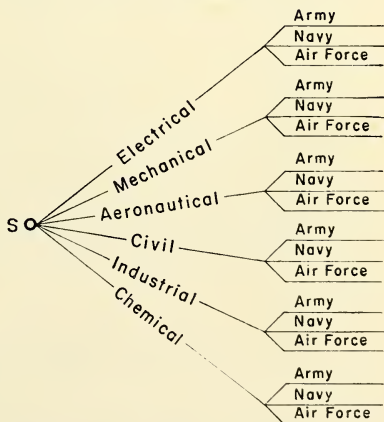 Army
Navy
Air Force
Electrical
Army
Navy
Air Force
Mechanical
Army
Navy
Air Force
Aeronautical
S
Army
Navy
Air Force
Civil
Army
Navy
Air Force
Industrial
Army
Navy
Air Force
Chemical